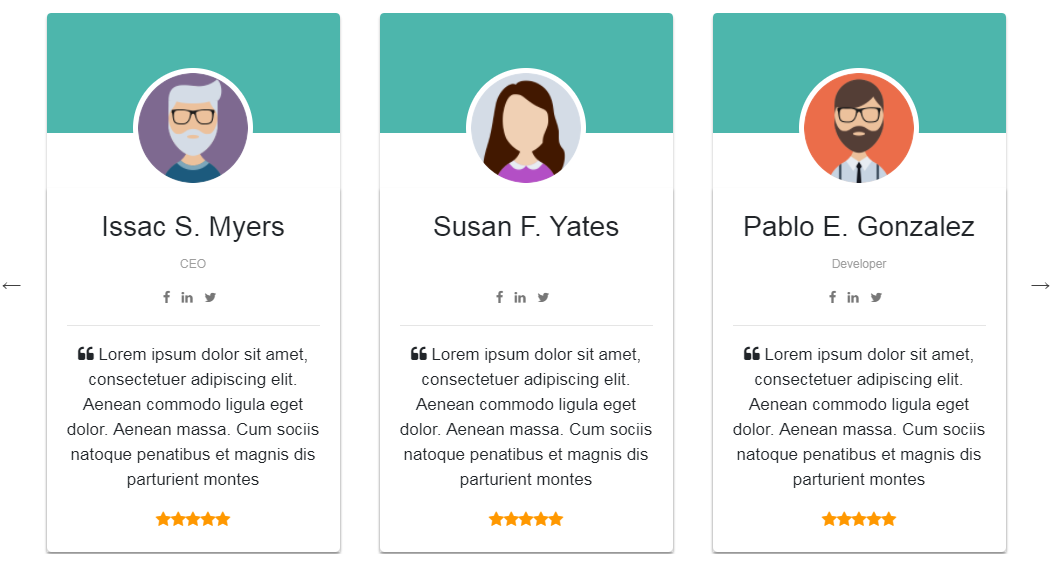 Issac S. Myers
CEO
“ Lorem ipsum dolor sit amet,
consectetuer adipiscing elit.
Aenean commodo ligula eget
dolor. Aenean massa. Cum sociis
natoque penatibus et magnis dis
parturient montes
Susan F. Yates
“ Lorem ipsum dolor sit amet,
consectetuer adipiscing elit.
Aenean commodo ligula eget
dolor. Aenean massa. Cum sociis
natoque penatibus et magnis dis
parturient montes
Pablo E. Gonzalez
Developer
“ Lorem ipsum dolor sit amet,
consectetuer adipiscing elit.
Aenean commodo ligula eget
dolor. Aenean massa. Cum sociis
natoque penatibus et magnis dis
parturient montes